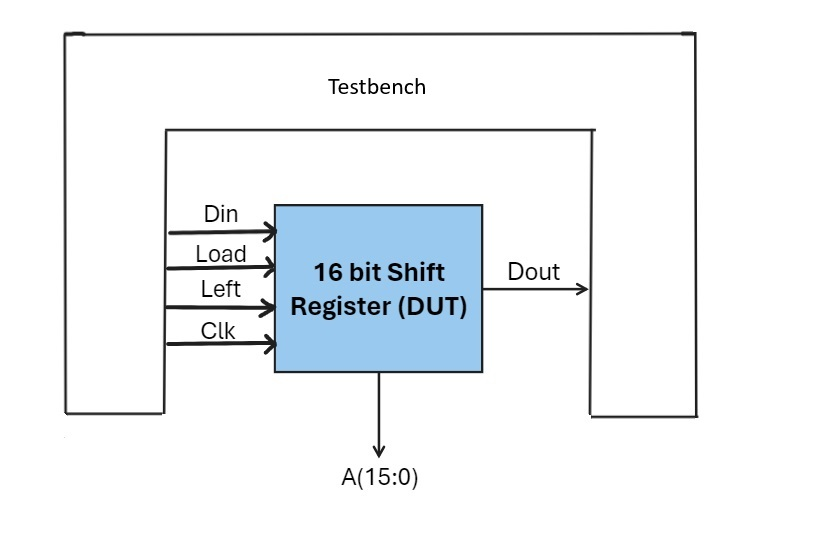 Testbench
Din
Load
Left
Clk
16 bit Shift
Register (DUT)
Dout
A(15:0)